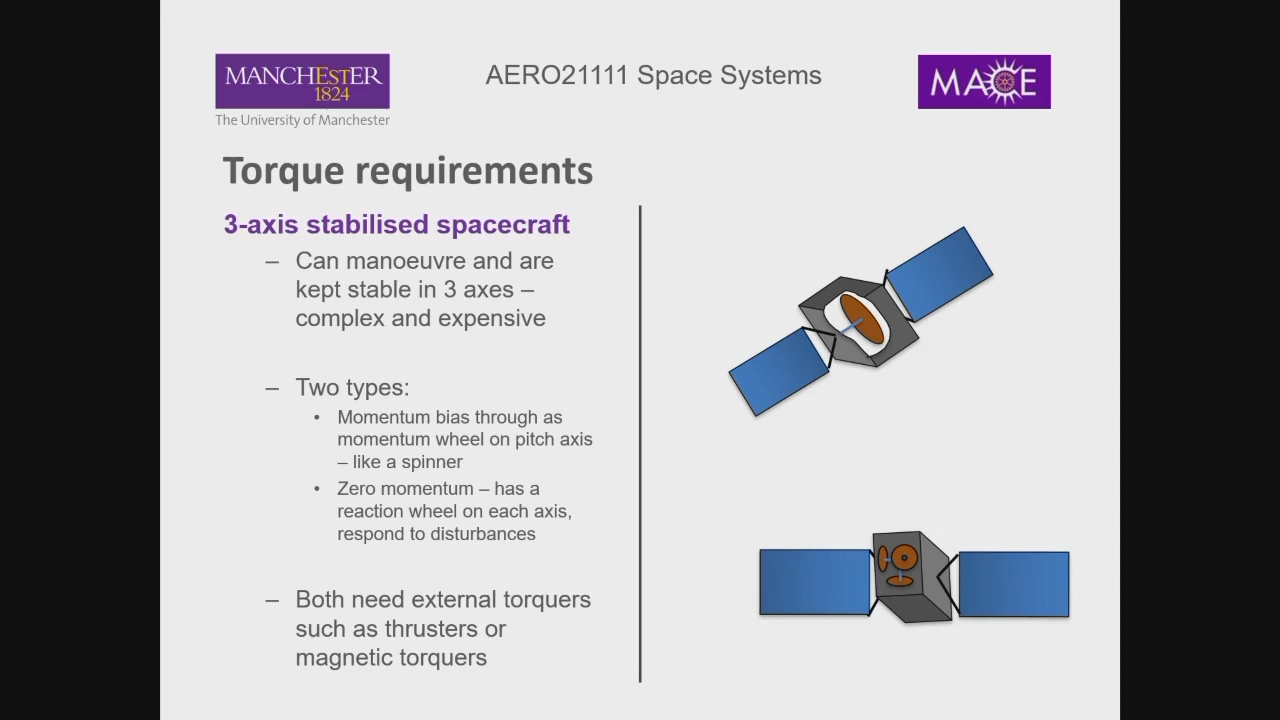 MANCHESTER
1824
The University of Manchester
AERO21111 Space Systems
MACE
Torque requirements
3-axis stabilised spacecraft
– Can manoeuvre and are
kept stable in 3 axes –
complex and expensive
– Two types:
• Momentum bias through as
momentum wheel on pitch axis
– like a spinner
• Zero momentum – has a
reaction wheel on each axis,
respond to disturbances
– Both need external torquers
such as thrusters or
magnetic torquers